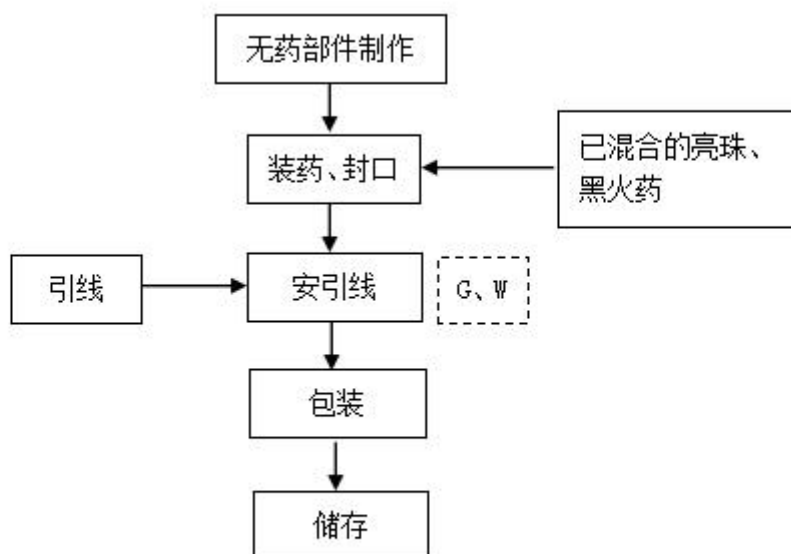 无药部件制作
装药、封口
已混合的亮珠、
黑火药
引线
安引线
G、W
包装
储存